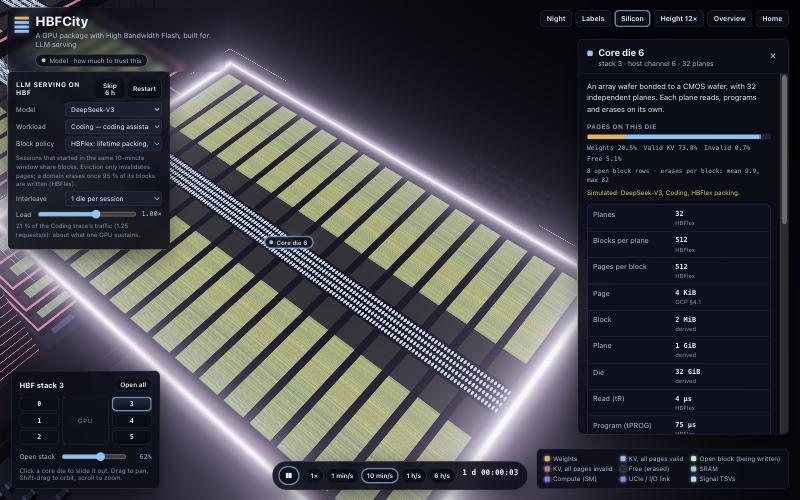 HBFCity
A GPU package with High Bandwidth Flash, built for
LLM serving
Model · how much to trust this
LLM SERVING ON
HBF
Skip
6 h
Restart
Model
DeepSeek-V3
Workload
Coding — coding assista
Block policy
HBFlex: lifetime packing,
Sessions that started in the same 10-minute
window share blocks. Eviction only invalidates
pages; a domain erases once 95 % of its blocks
are written (HBFlex).
Interleave
1 die per session
Load
1.00×
21 % of the Coding trace's traffic (1.25
requests/s): about what one GPU sustains.
Night
Labels
Silicon
Height 12×
Overview
Home
Core die 6
stack 3 · host channel 6 · 32 planes
×
An array wafer bonded to a CMOS wafer, with 32
independent planes. Each plane reads, programs
and erases on its own.
PAGES ON THIS DIE
Weights 20.5% Valid KV 73.8% Invalid 0.7%
Free 5.1%
8 open block rows · erases per block: mean 9.9,
max 82
Simulated: DeepSeek-V3, Coding, HBFlex packing.
Planes
32
HBFlex
Blocks per plane
512
HBFlex
Pages per block
512
HBFlex
Page
4 KiB
OCP §4.1
Block
2 MiB
derived
Plane
1 GiB
derived
Die
32 GiB
derived
Read (tR)
4 µs
HBFlex
Program (tPROG)
75 µs
HBFlex
Core die 6
HBF stack 3
Open all
0
3
1
GPU
4
2
5
Open stack
62%
Click a core die to slide it out. Drag to pan,
Shift-drag to orbit, scroll to zoom.
1×
1 min/s
10 min/s
1 h/s
6 h/s
1 d 00:00:03
Weights
KV, all pages valid
Open block (being written)
KV, all pages invalid
Free (erased)
SRAM
Compute (SM)
UCIe / I/O link
Signal TSVs